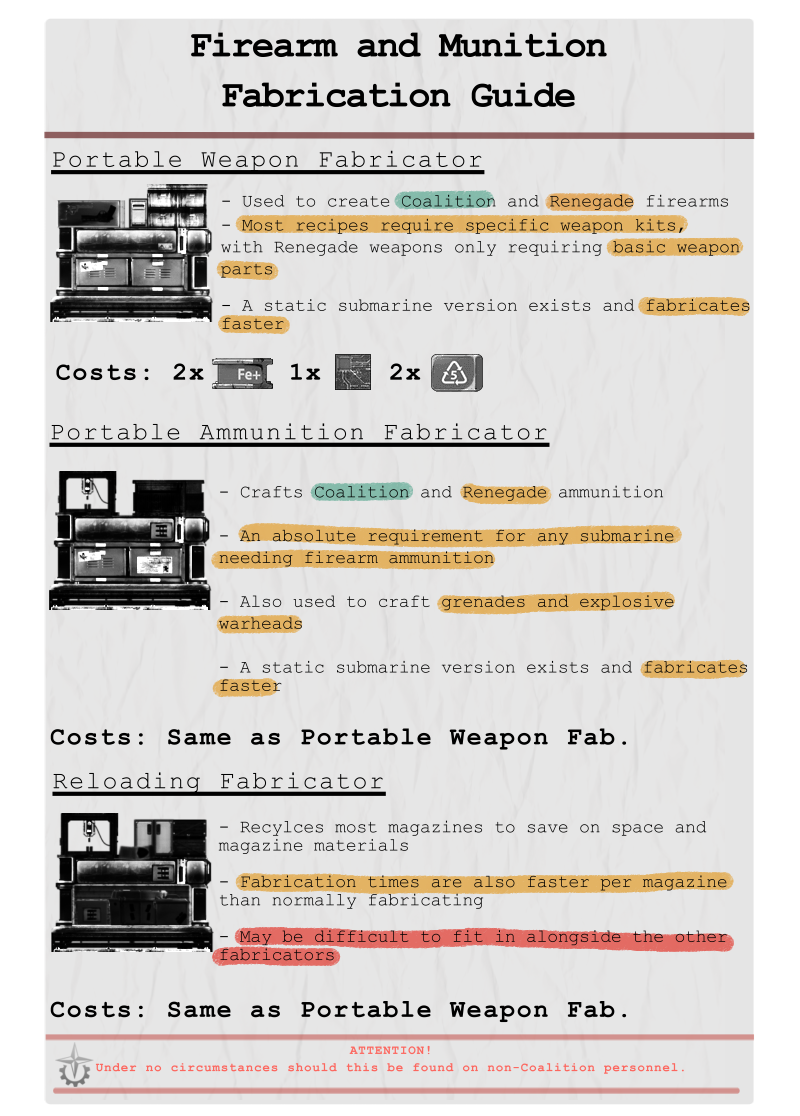 Firearm and Munition
Fabrication Guide
Portable Weapon Fabricator
- Used to create Coalition and Renegade firearms
- Most recipes require specific weapon kits,
with Renegade weapons only requiring basic weapon
parts
- A static submarine version exists and fabricates
faster
Costs: 2x Fe+ 1x 2x 5
Portable Ammunition Fabricator
- Crafts Coalition and Renegade ammunition
- An absolute requirement for any submarine
needing firearm ammunition
- Also used to craft grenades and explosive
warheads
- A static submarine version exists and fabricates
faster
Costs: Same as Portable Weapon Fab.
Reloading Fabricator
- Recylces most magazines to save on space and
magazine materials
- Fabrication times are also faster per magazine
than normally fabricating
- May be difficult to fit in alongside the other
fabricators
Costs: Same as Portable Weapon Fab.
ATTENTION!
Under no circumstances should this be found on non-Coalition personnel.